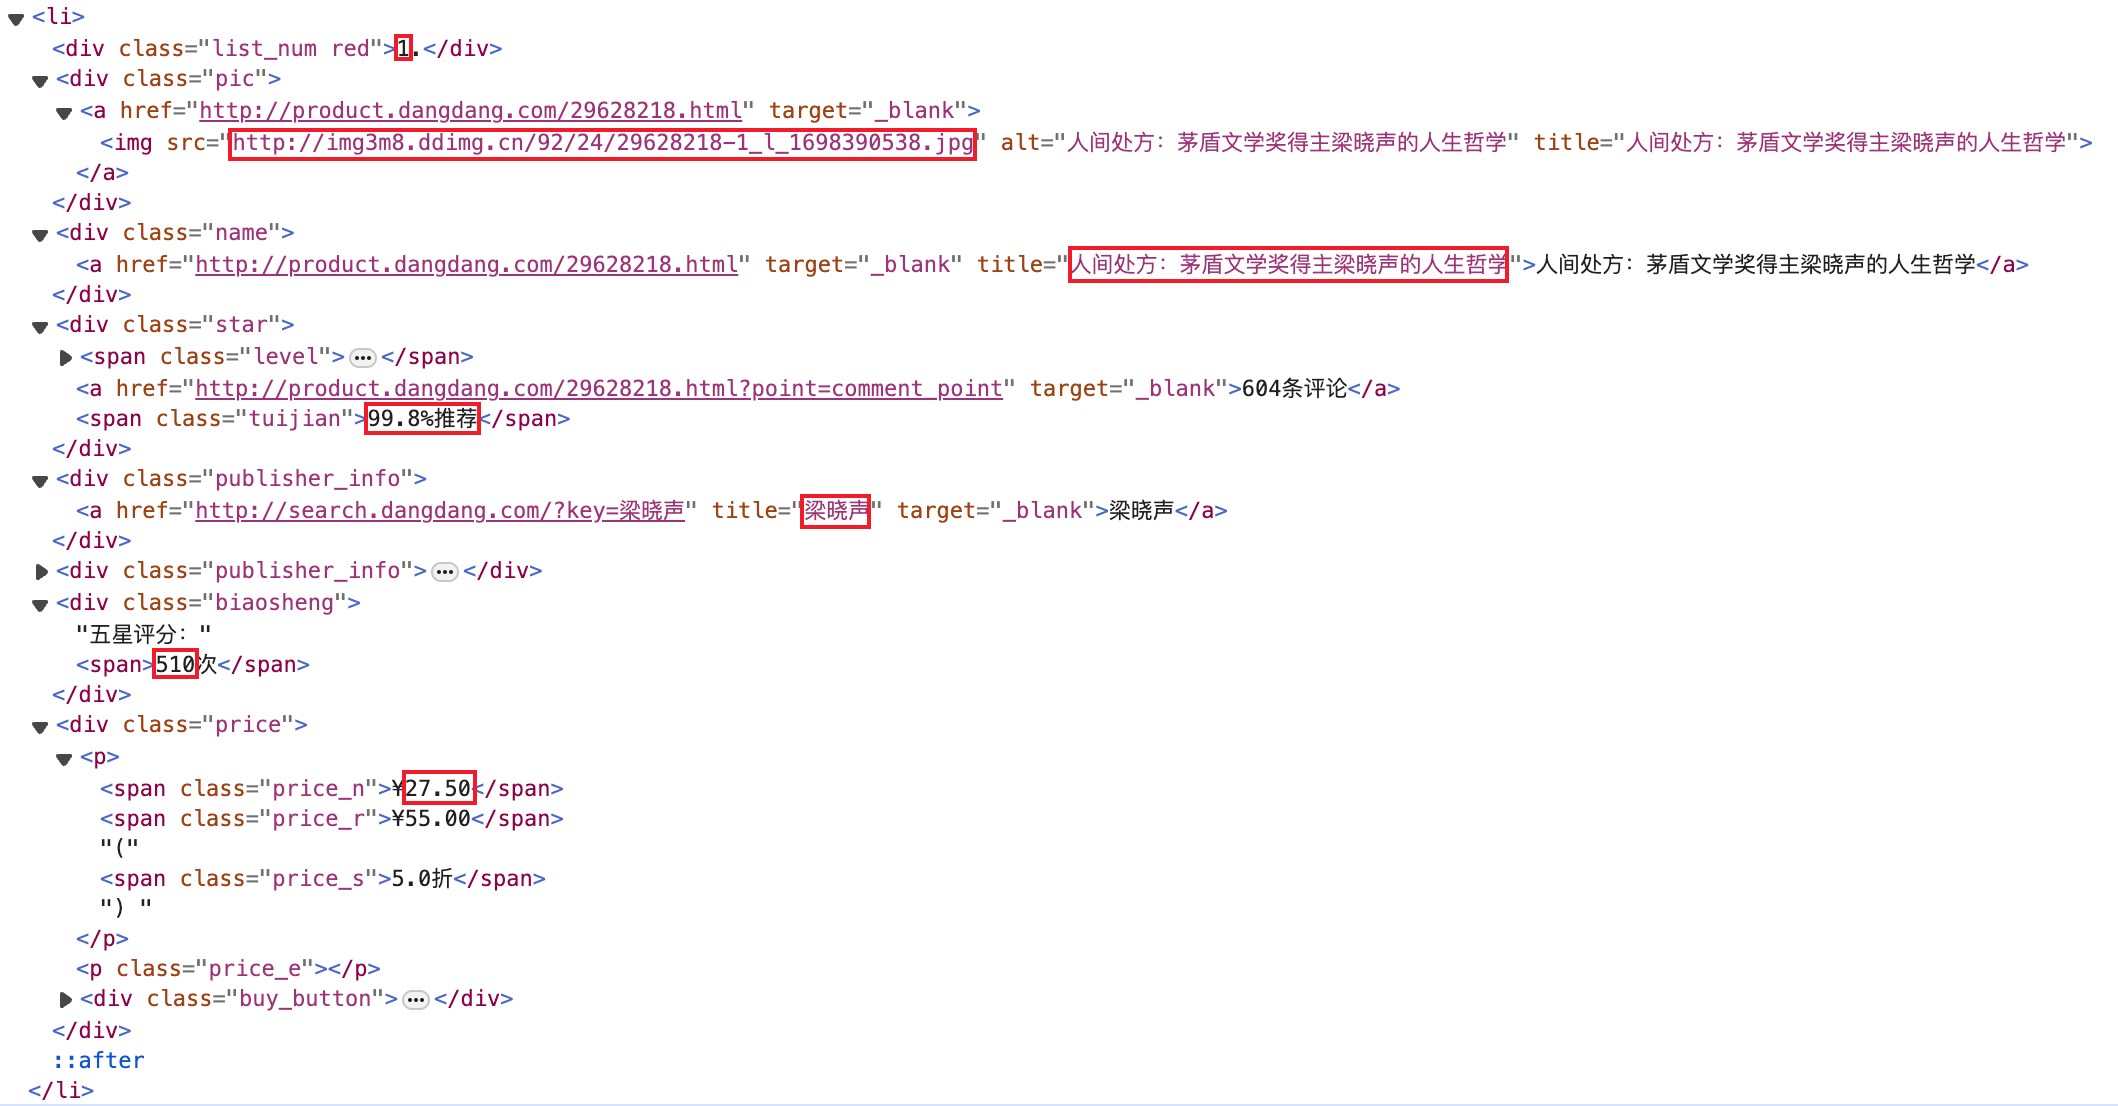 <li>
<div class="list_num red">1.</div>
<div class="pic">
<a href="http://product.dangdang.com/29628218.html" target="_blank">
<img src="http://img3m8.ddimg.cn/92/24/29628218-1_l_1698390538.jpg" alt="人间处方：茅盾文学奖得主梁晓声的人生哲学" title="人间处方：茅盾文学奖得主梁晓声的人生哲学">
</a>
</div>
<div class="name">
<a href="http://product.dangdang.com/29628218.html" target="_blank" title="人间处方：茅盾文学奖得主梁晓声的人生哲学">人间处方：茅盾文学奖得主梁晓声的人生哲学</a>
</div>
<div class="star">
<span class="level">…</span>
<a href="http://product.dangdang.com/29628218.html?point=comment_point" target="_blank">604条评论</a>
<span class="tuijian">99.8%推荐</span>
</div>
<div class="publisher_info">
<a href="http://search.dangdang.com/?key=梁晓声" title="梁晓声" target="_blank">梁晓声</a>
</div>
<div class="publisher_info">…</div>
<div class="biaosheng">
"五星评分："
<span>510次</span>
</div>
<div class="price">
<p>
<span class="price_n">¥27.50</span>
<span class="price_r">¥55.00</span>
"("
<span class="price_s">5.0折</span>
") "
</p>
<p class="price_e"></p>
<div class="buy_button">…</div>
</div>
::after
</li>